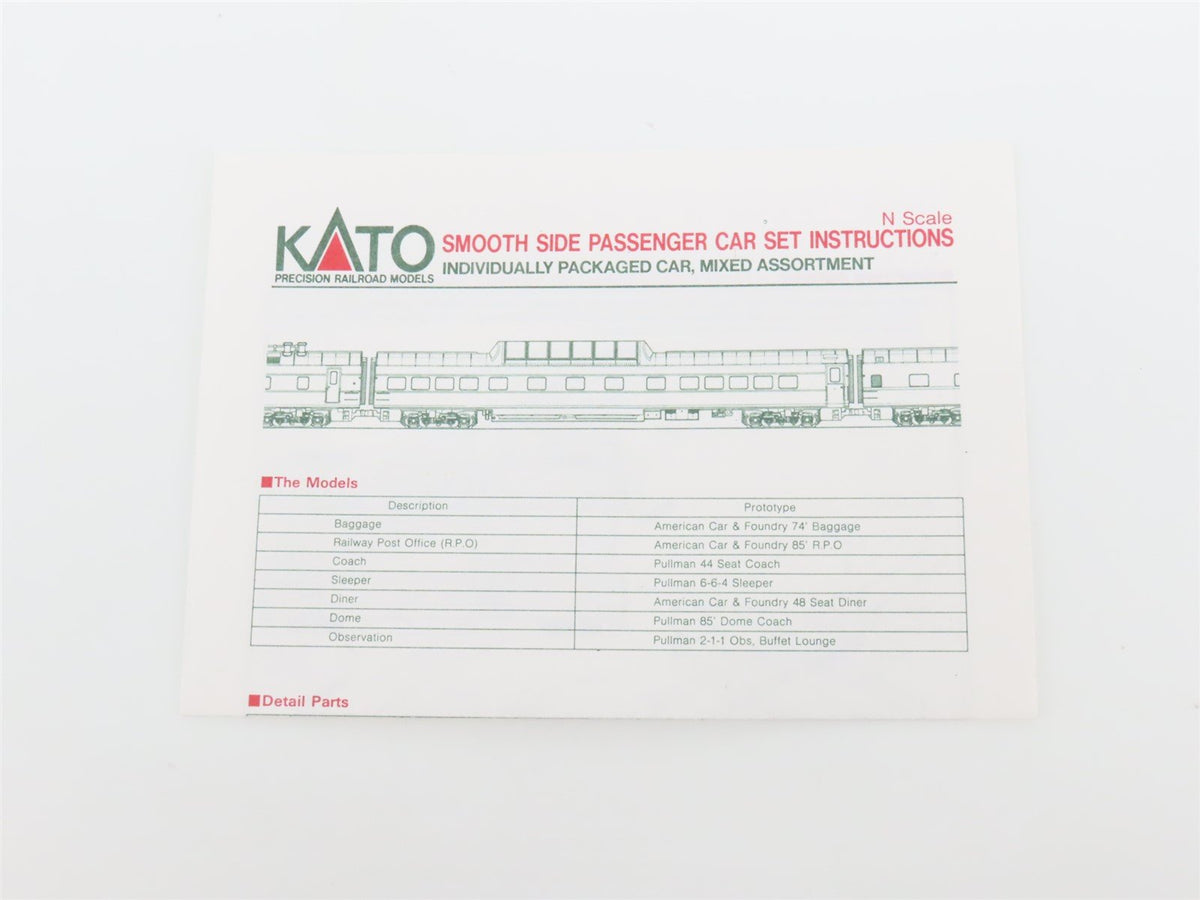 KATO
PRECISION RAILROAD MODELS
N Scale
SMOOTH SIDE PASSENGER CAR SET INSTRUCTIONS
INDIVIDUALLY PACKAGED CAR, MIXED ASSORTMENT
The Models
Description Prototype
Baggage American Car & Foundry 74' Baggage
Railway Post Office (R.P.O) American Car & Foundry 85' R.P.O
Coach Pullman 44 Seat Coach
Sleeper Pullman 6-6-4 Sleeper
Diner American Car & Foundry 48 Seat Diner
Dome Pullman 85' Dome Coach
Observation Pullman 2-1-1 Obs, Buffet Lounge
Detail Parts